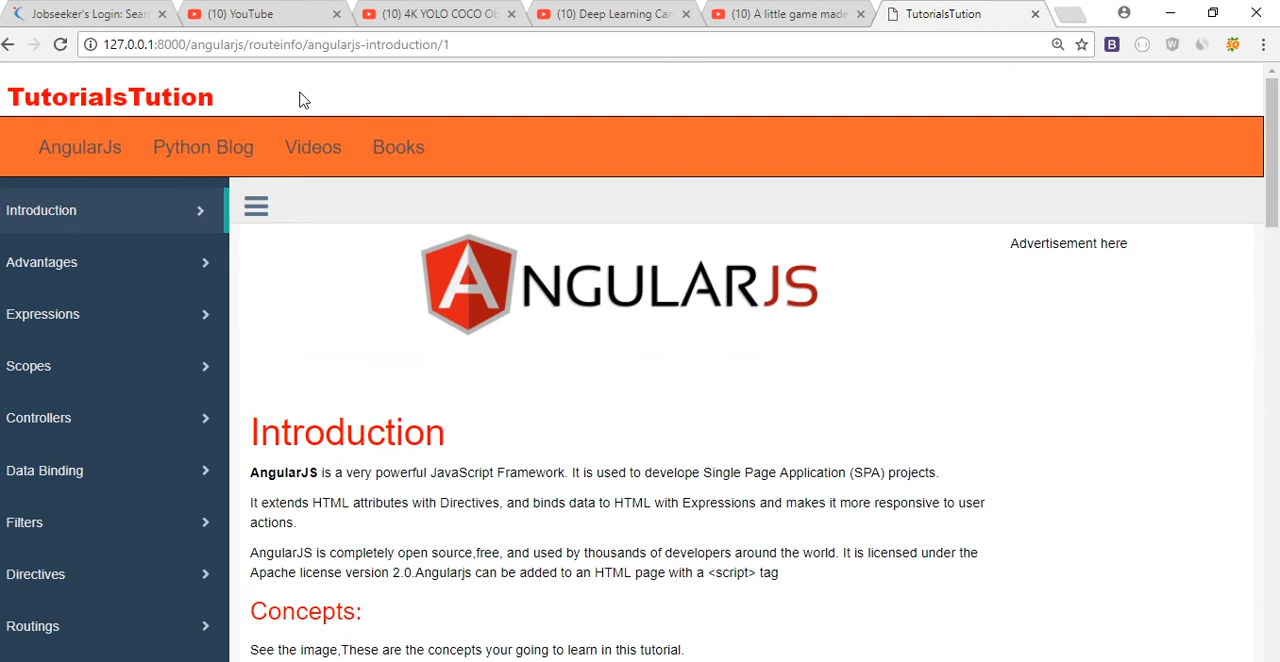 Jobseeker's Login: Sear
(10) YouTube
(10) 4K YOLO COCO Ob
(10) Deep Learning Car
(10) A little game made
TutorialsTution
127.0.0.1:8000/angularjs/routeinfo/angularjs-introduction/1
TutorialsTution
AngularJs
Python Blog
Videos
Books
Introduction
Advantages
Expressions
Scopes
Controllers
Data Binding
Filters
Directives
Routings
ANGULARJS
Advertisement here
Introduction
AngularJS is a very powerful JavaScript Framework. It is used to develope Single Page Application (SPA) projects.
It extends HTML attributes with Directives, and binds data to HTML with Expressions and makes it more responsive to user
actions.
AngularJS is completely open source,free, and used by thousands of developers around the world. It is licensed under the
Apache license version 2.0.Angularjs can be added to an HTML page with a <script> tag
Concepts:
See the image,These are the concepts your going to learn in this tutorial.